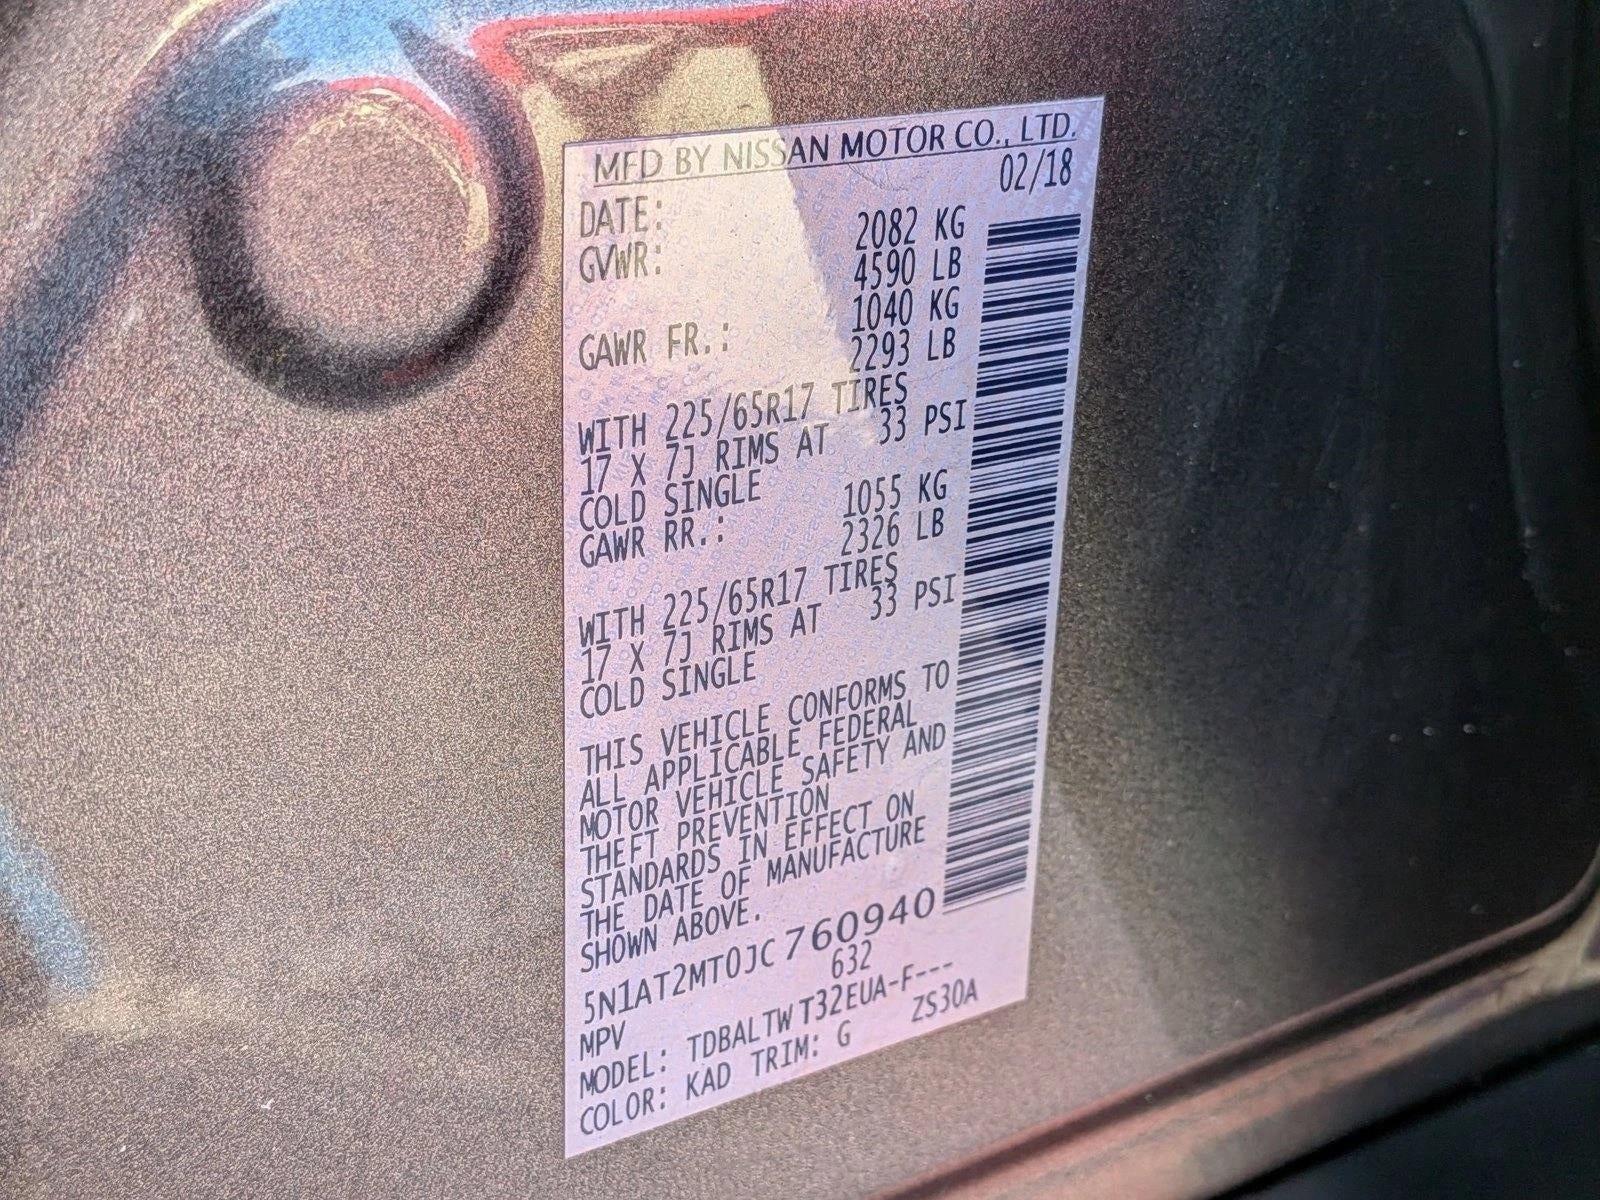 MFD BY NISSAN MOTOR CO., LTD.
DATE: 02/18
GVWR: 2082 KG
4590 LB
GAWR FR.: 1040 KG
2293 LB
WITH 225/65R17 TIRES
17 X 7J RIMS AT 33 PSI
COLD SINGLE
GAWR RR.: 1055 KG
2326 LB
WITH 225/65R17 TIRES
17 X 7J RIMS AT 33 PSI
COLD SINGLE
THIS VEHICLE CONFORMS TO
ALL APPLICABLE FEDERAL
MOTOR VEHICLE SAFETY AND
THEFT PREVENTION
STANDARDS IN EFFECT ON
THE DATE OF MANUFACTURE
SHOWN ABOVE.
5N1AT2MT0JC760940
MPV 632
MODEL: TDBALTWT32EUA-F---
COLOR: KAD TRIM: G ZS30A